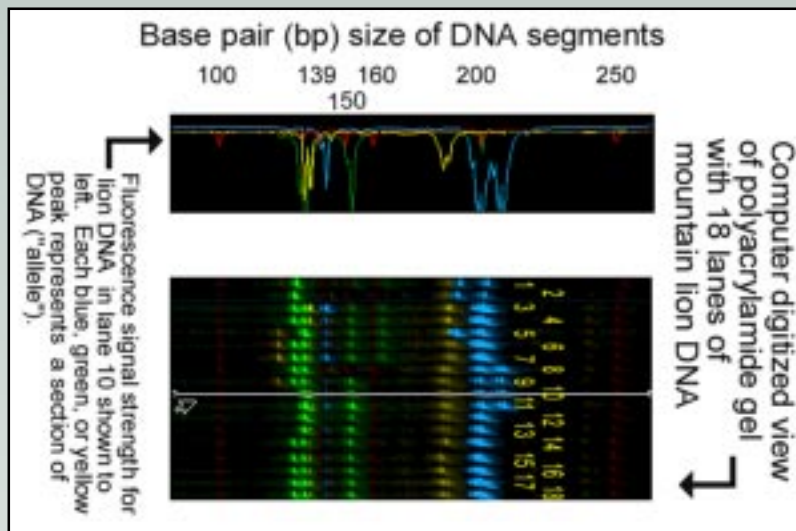 Base pair (bp) size of DNA segments
100 139 160 200 250
150
Computer digitized view
of polyacrylamide gel
with 18 lanes of
mountain lion DNA
Fluorescence signal strength for
lion DNA in lane 10 shown to
left. Each blue, green, or yellow
peak represents a section of
DNA ("allele").
1 3 5 7 9 11 13 15 17
2 4 6 8 10 12 14 16 18